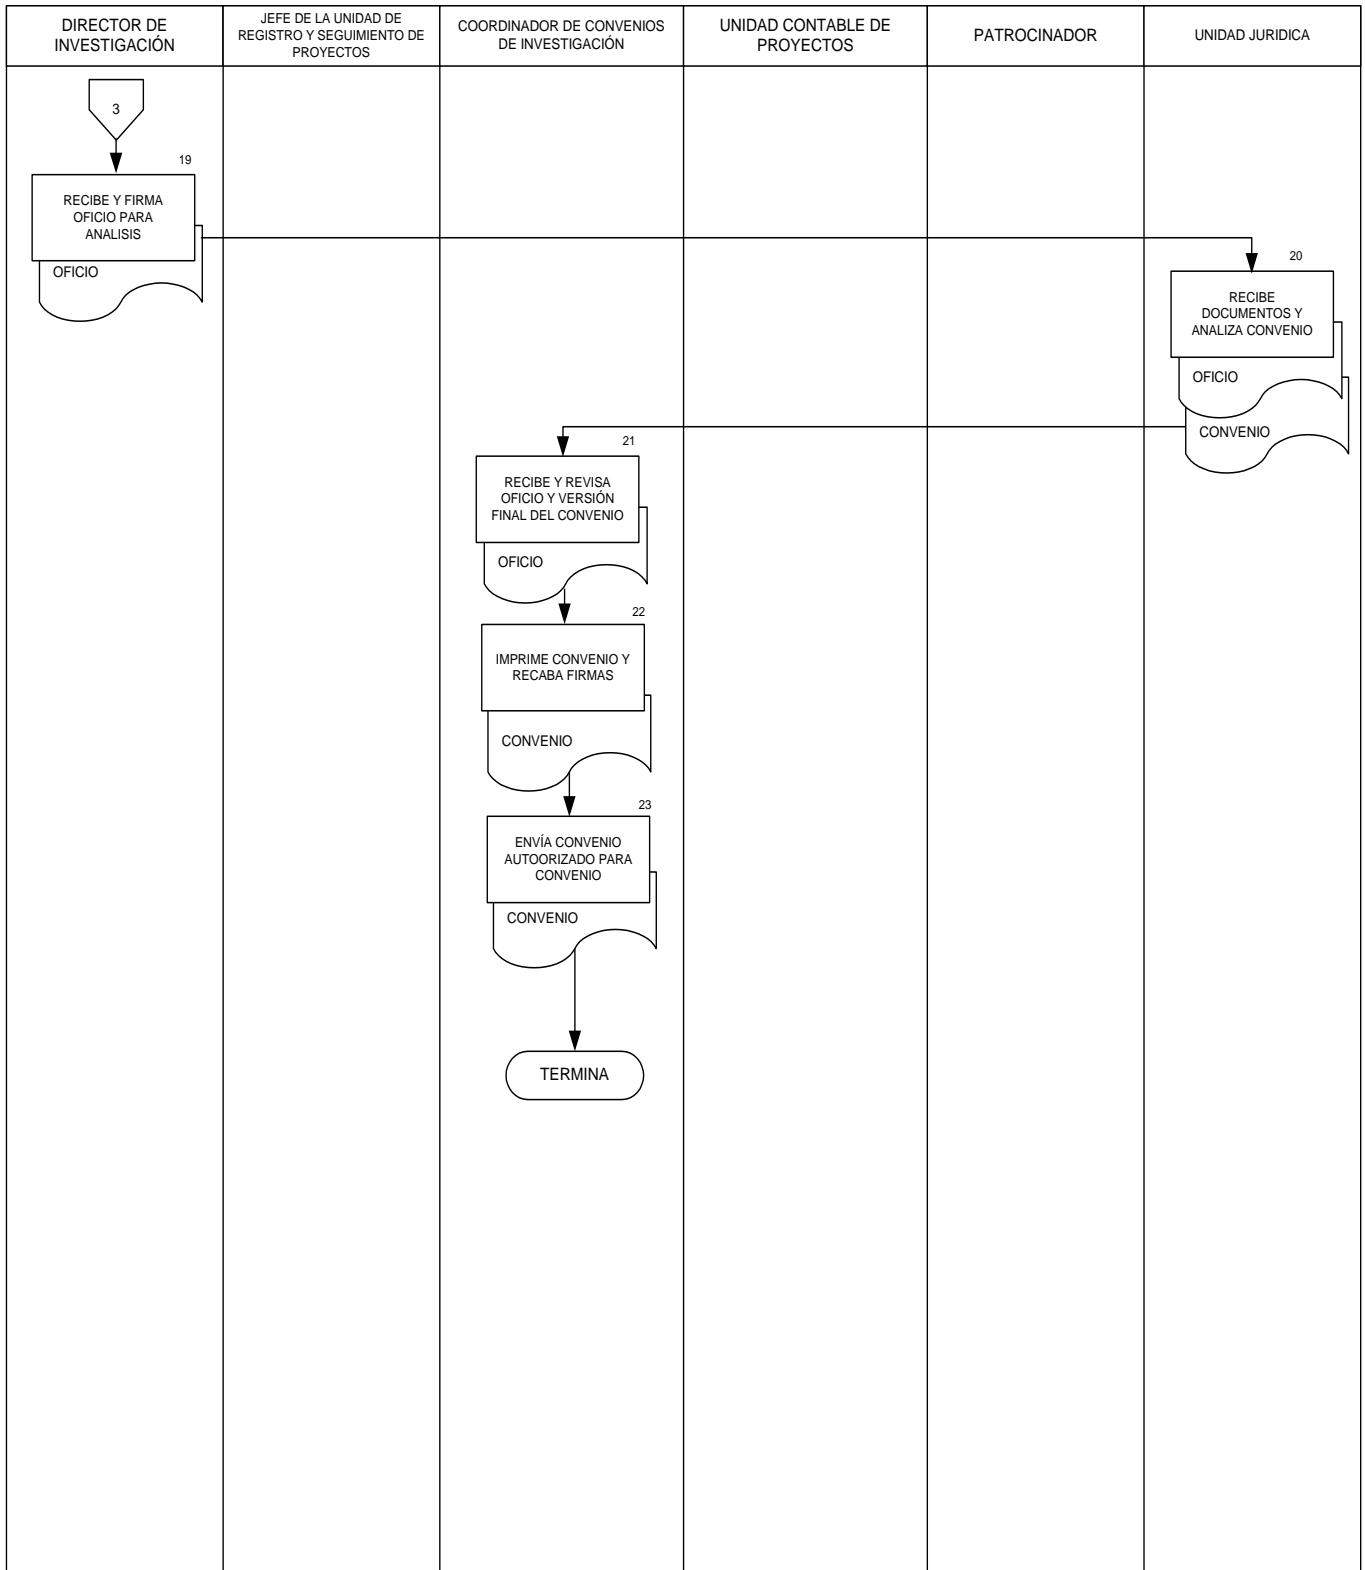 DIRECTOR DE
INVESTIGACIÓN
JEFE DE LA UNIDAD DE
REGISTRO Y SEGUIMIENTO DE
PROYECTOS
COORDINADOR DE CONVENIOS
DE INVESTIGACIÓN
UNIDAD CONTABLE DE
PROYECTOS
PATROCINADOR
UNIDAD JURIDICA
3
19
RECIBE Y FIRMA
OFICIO PARA
ANALISIS
OFICIO
20
RECIBE
DOCUMENTOS Y
ANALIZA CONVENIO
OFICIO
CONVENIO
21
RECIBE Y REVISA
OFICIO Y VERSIÓN
FINAL DEL CONVENIO
OFICIO
22
IMPRIME CONVENIO Y
RECABA FIRMAS
CONVENIO
23
ENVÍA CONVENIO
AUTOORIZADO PARA
CONVENIO
CONVENIO
TERMINA